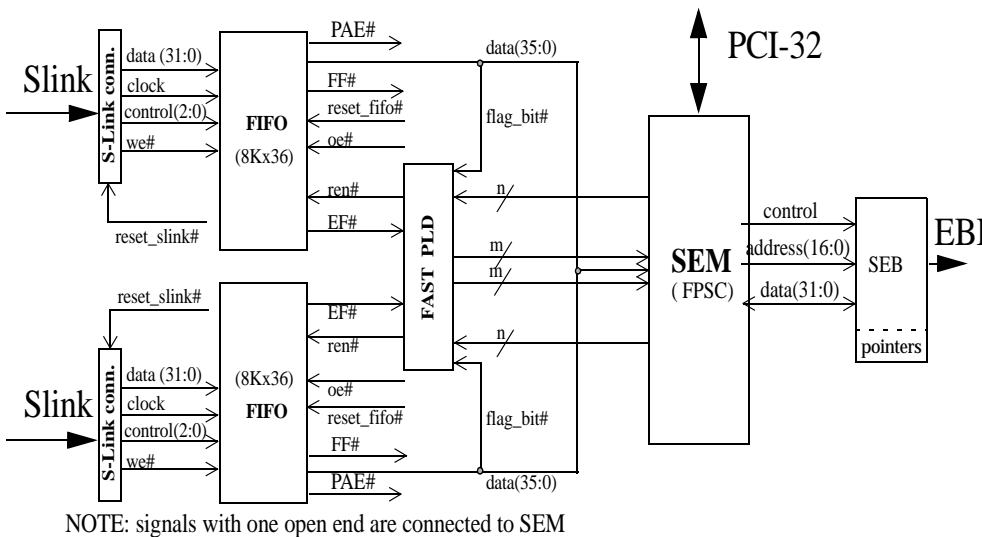 PAE#
data(35:0)
PCI-32
Slink
S-Link conn.
data (31:0)
clock
control(2:0)
we#
FIFO
(8Kx36)
FF#
reset_fifo#
oe#
flag_bit#
ren#
EF#
reset_slink#
n
m
m
n
FAST PLD
SEM
( FPSC)
control
address(16:0)
data(31:0)
SEB
pointers
EBI
reset_slink#
EF#
ren#
Slink
S-Link conn.
data (31:0)
clock
control(2:0)
we#
(8Kx36)
FIFO
oe#
reset_fifo#
FF#
PAE#
flag_bit#
data(35:0)
NOTE: signals with one open end are connected to SEM